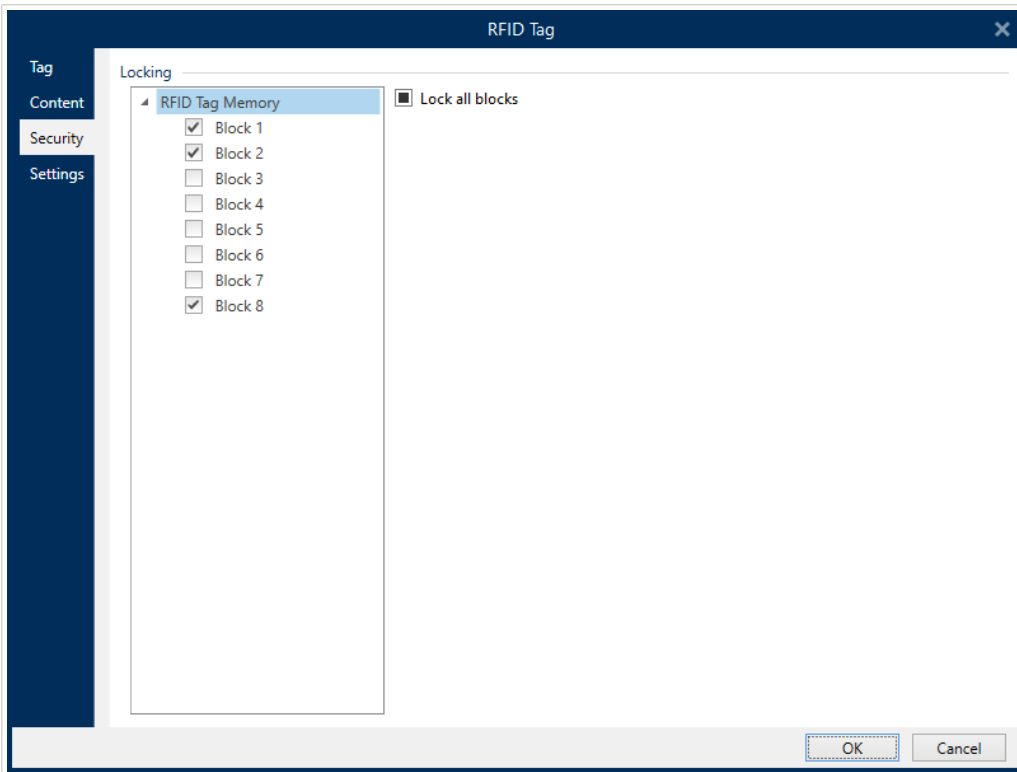 RFID Tag
Tag
Content
Security
Settings
Locking
RFID Tag Memory
Block 1
Block 2
Block 3
Block 4
Block 5
Block 6
Block 7
Block 8
Lock all blocks
OK
Cancel